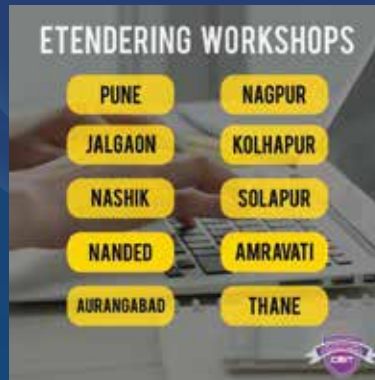 ETENDERING WORKSHOPS
PUNE NAGPUR
JALGAON KOLHAPUR
NASHIK SOLAPUR
NANDED AMRAVATI
AURANGABAD THANE